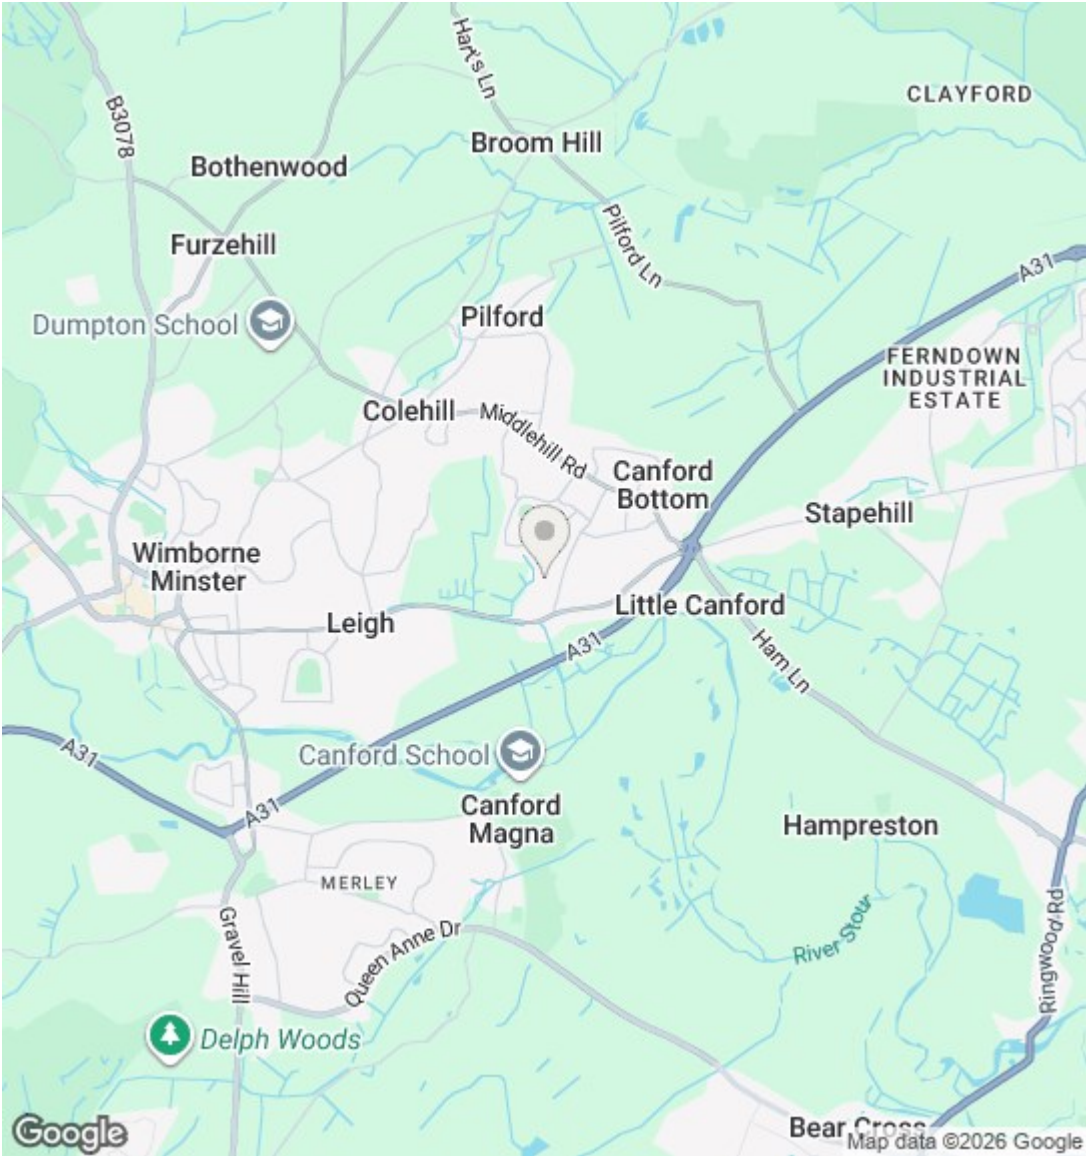 Hart's Ln
CLAYFORD
B3078
Broom Hill
Bothenwood
Pilford Ln
Furzehill
A31
Pilford
Dumpton School
FERNDOWN
INDUSTRIAL
ESTATE
Colehill
Middlehill Rd
Canford
Bottom
Stapehill
Wimborne
Minster
Little Canford
Leigh
A31
Ham Ln
A31
Canford School
A31
Canford
Magna
Hampreston
MERLEY
Gravel Hill
Queen Anne Dr
River Stour
Ringwood Rd
Delph Woods
Bear Cross
Google
Map data ©2026 Google